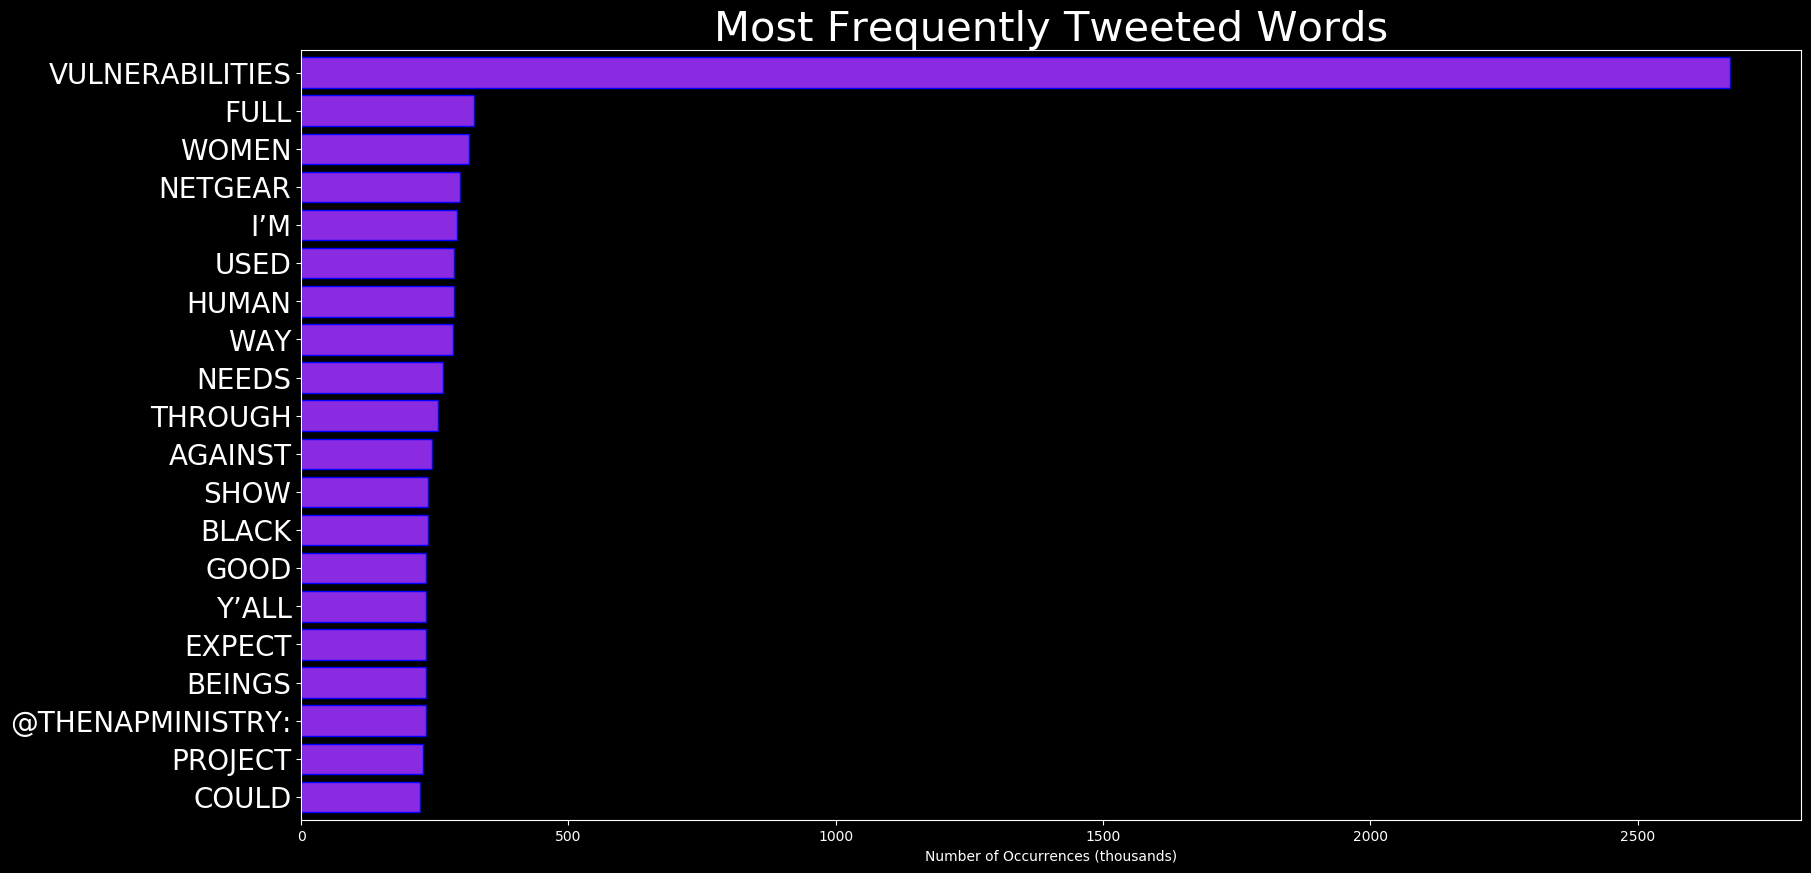 Most Frequently Tweeted Words
VULNERABILITIES
FULL
WOMEN
NETGEAR
I’M
USED
HUMAN
WAY
NEEDS
THROUGH
AGAINST
SHOW
BLACK
GOOD
Y’ALL
EXPECT
BEINGS
@THENAPMINISTRY:
PROJECT
COULD
0 500 1000 1500 2000 2500
Number of Occurrences (thousands)